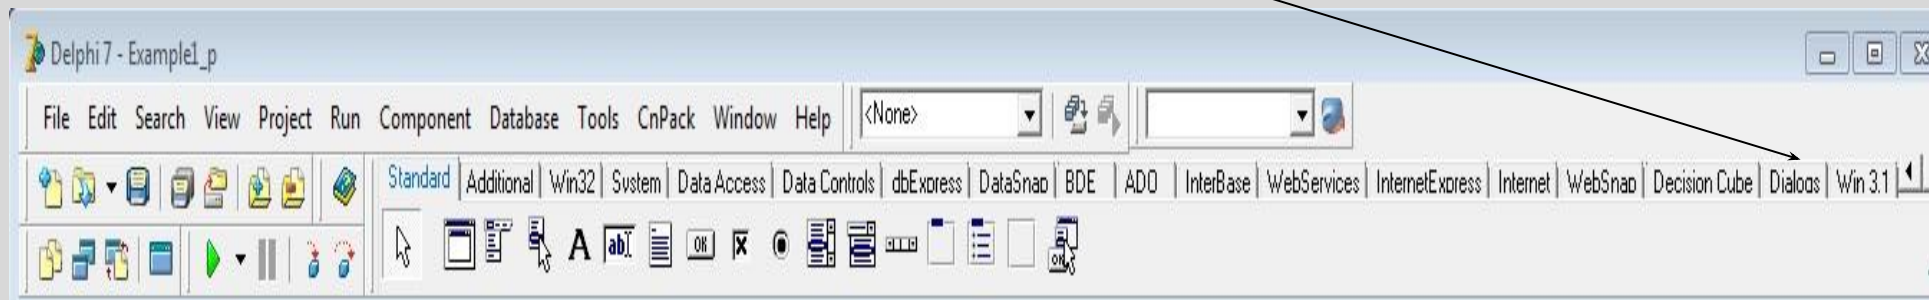 Delphi 7 - Example1_p
File Edit Search View Project Run Component Database Tools CnPack Window Help <None>
Standard Additional Win32 System Data Access Data Controls dbExpress DataSnap BDE ADO InterBase WebServices InternetExpress Internet WebSnap Decision Cube Dialogs Win 3.1
A ab OK
OK